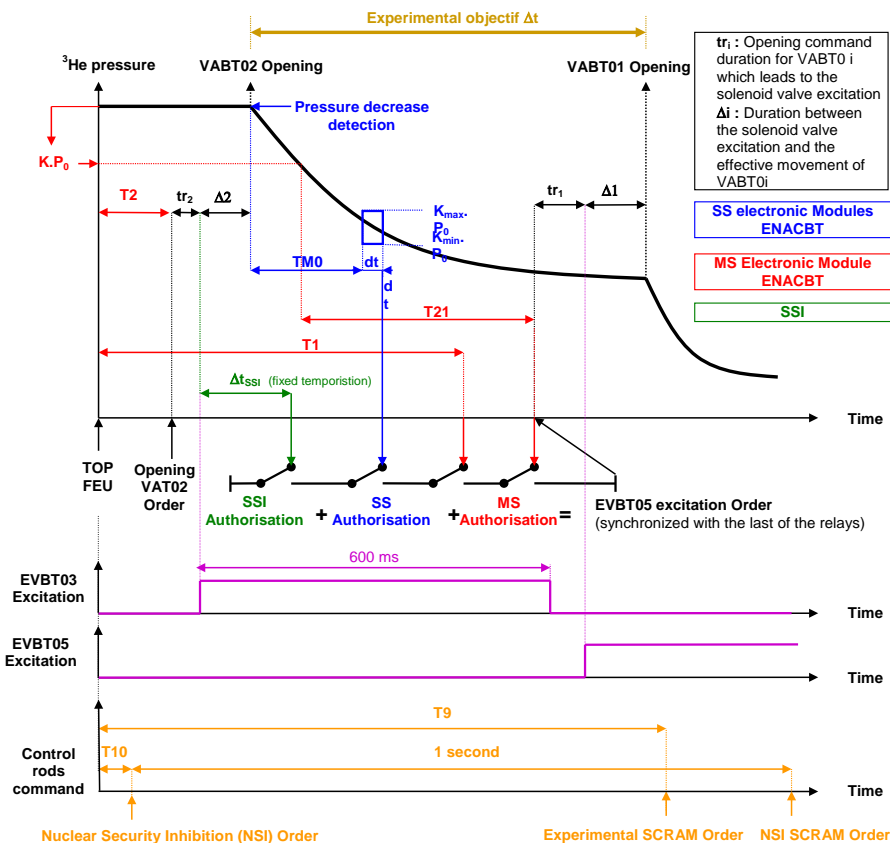 Experimental objectif Δt
³He pressure
VABT02 Opening
VABT01 Opening
tr i : Opening command
duration for VABT0 i
which leads to the
solenoid valve excitation
Δi : Duration between
the solenoid valve
excitation and the
effective movement of
VABT0i
Pressure decrease
detection
K.P₀
T2
tr₂
Δ2
tr₁
Δ1
Kmax.
P₀
Kmin.
P₀
SS electronic Modules
ENACBT
TM0
dt
d
t
MS Electronic Module
ENACBT
T21
SSI
T1
ΔtSSI (fixed temporistion)
Time
TOP
FEU
Opening
VAT02
Order
SSI
Authorisation
+
SS
Authorisation
+
MS
Authorisation
=
EVBT05 excitation Order
(synchronized with the last of the relays)
600 ms
EVBT03
Excitation
Time
EVBT05
Excitation
Time
T9
T10
1 second
Control
rods
command
Time
Nuclear Security Inhibition (NSI) Order
Experimental SCRAM Order
NSI SCRAM Order